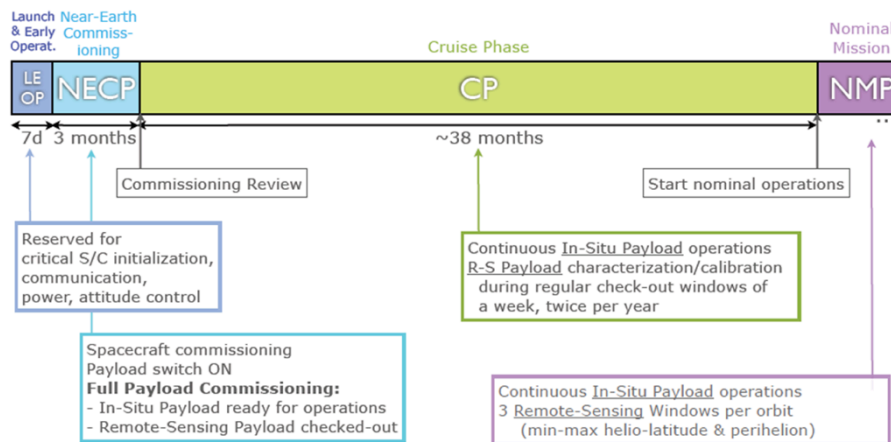 Launch
& Early
Operat.
Near-Earth
Commiss-
ioning
Cruise Phase
Nominal
Mission
LE
OP
NECP
CP
NMP
7d
3 months
~38 months
..
Commissioning Review
Start nominal operations
Reserved for
critical S/C initialization,
communication,
power, attitude control
Continuous In-Situ Payload operations
R-S Payload characterization/calibration
during regular check-out windows of
a week, twice per year
Spacecraft commissioning
Payload switch ON
Full Payload Commissioning:
- In-Situ Payload ready for operations
- Remote-Sensing Payload checked-out
Continuous In-Situ Payload operations
3 Remote-Sensing Windows per orbit
(min-max helio-latitude & perihelion)